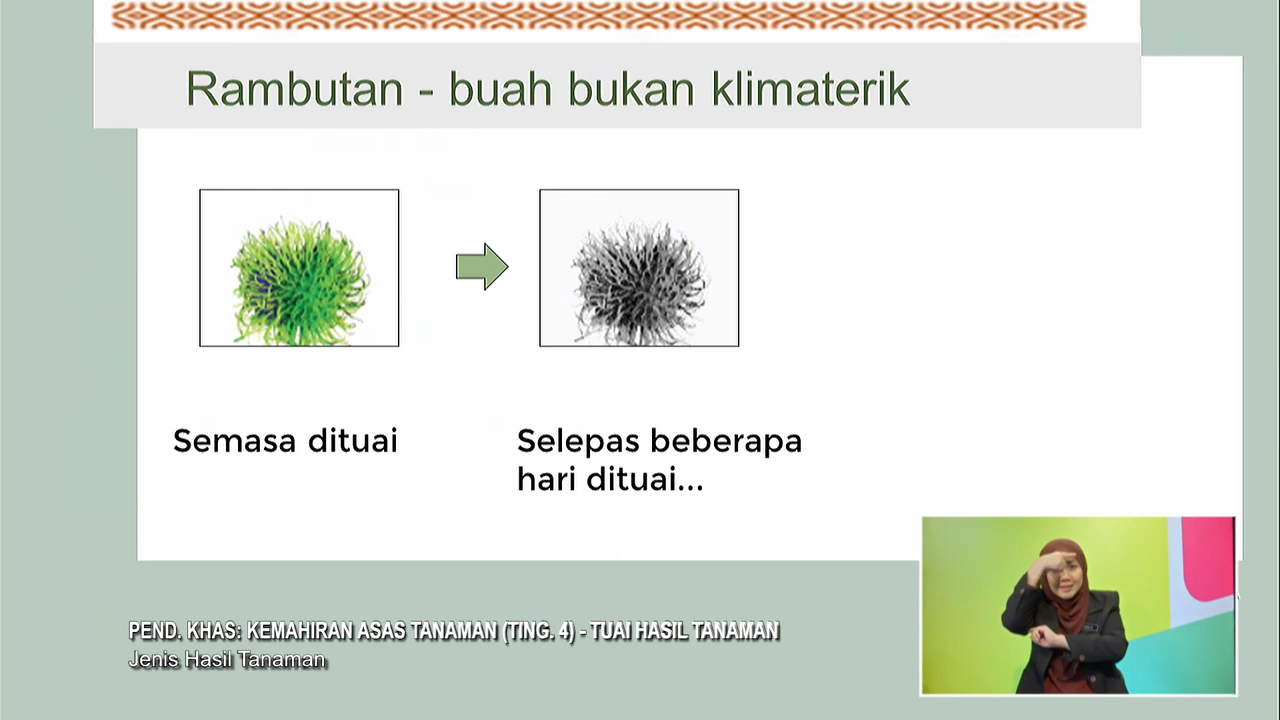 Rambutan - buah bukan klimaterik
Semasa dituai
Selepas beberapa
hari dituai...
PEND. KHAS: KEMAHIRAN ASAS TANAMAN (TING. 4) - TUAI HASIL TANAMAN
Jenis Hasil Tanaman